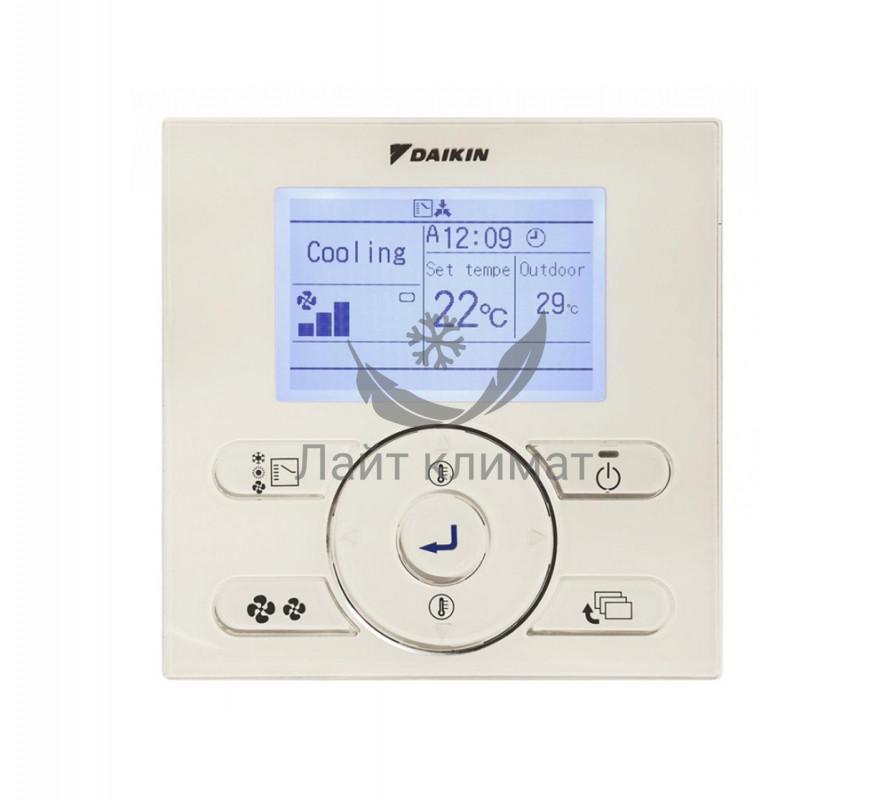 DAIKIN
Cooling
A12:09
Set tempe
Outdoor
22°C
29°C
Лайт климат